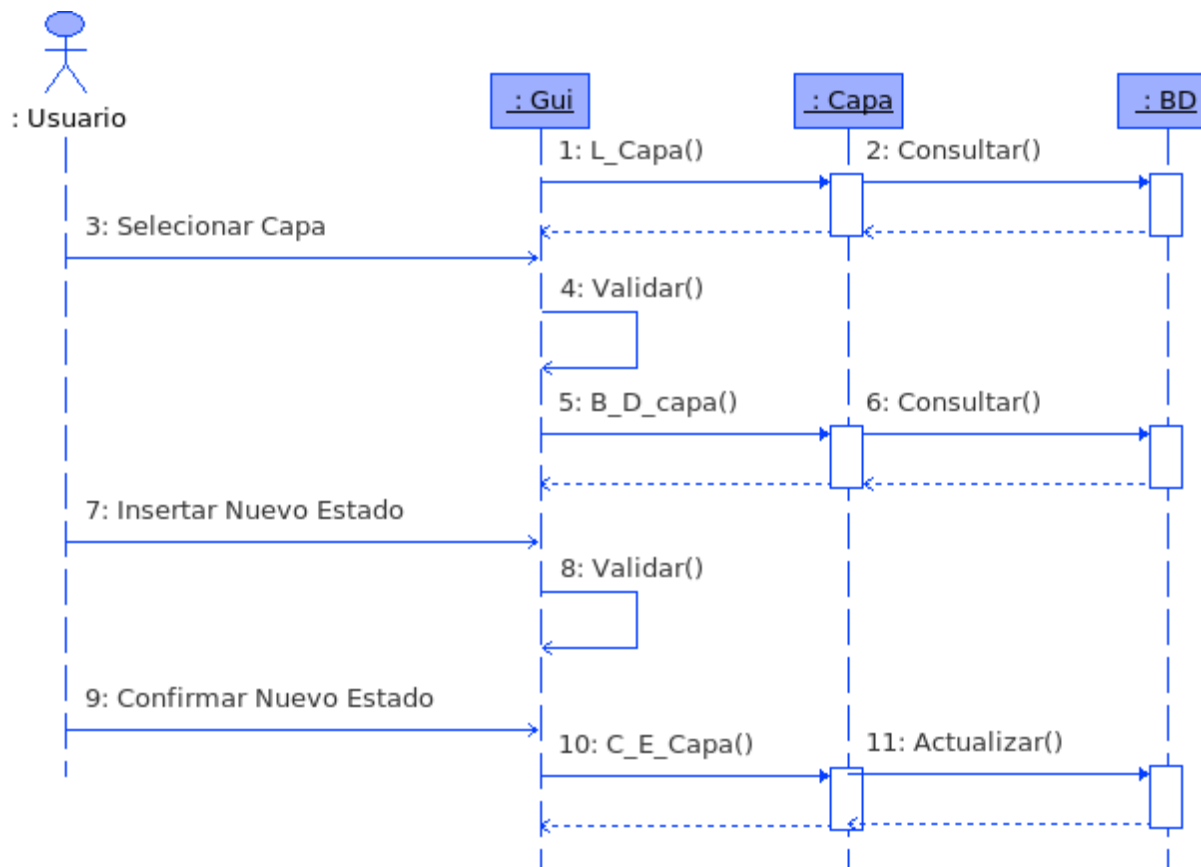 : Usuario
: Gui
: Capa
: BD
1: L_Capa()
2: Consultar()
3: Selecionar Capa
4: Validar()
5: B_D_capa()
6: Consultar()
7: Insertar Nuevo Estado
8: Validar()
9: Confirmar Nuevo Estado
10: C_E_Capa()
11: Actualizar()